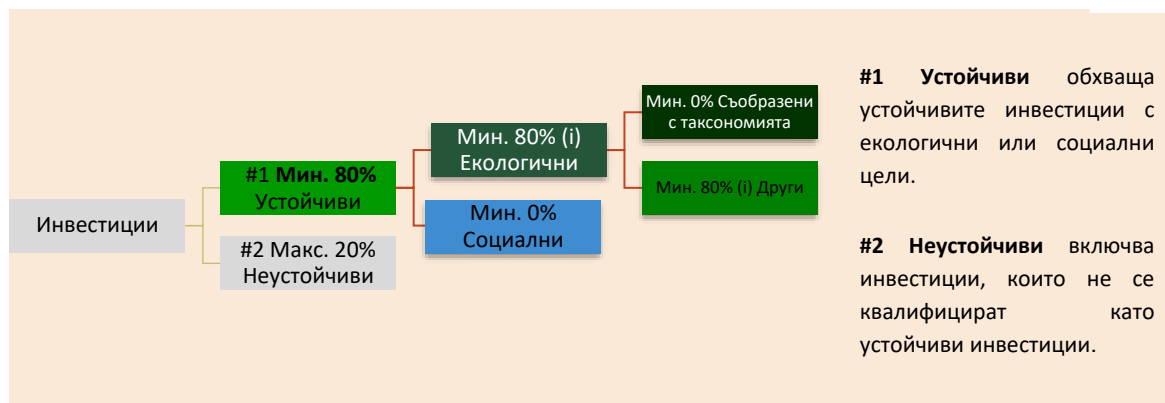 Инвестиции
#1 Мин. 80%
Устойчиви
#2 Макс. 20%
Неустойчиви
Мин. 80% (i)
Екологични
Мин. 0%
Социални
Мин. 0% Съобразени
с таксономията
Мин. 80% (i) Други
#1 Устойчиви обхваща
устойчивите инвестиции с
екологични или социални
цели.
#2 Неустойчиви включва
инвестиции, които не се
квалифицират като
устойчиви инвестиции.